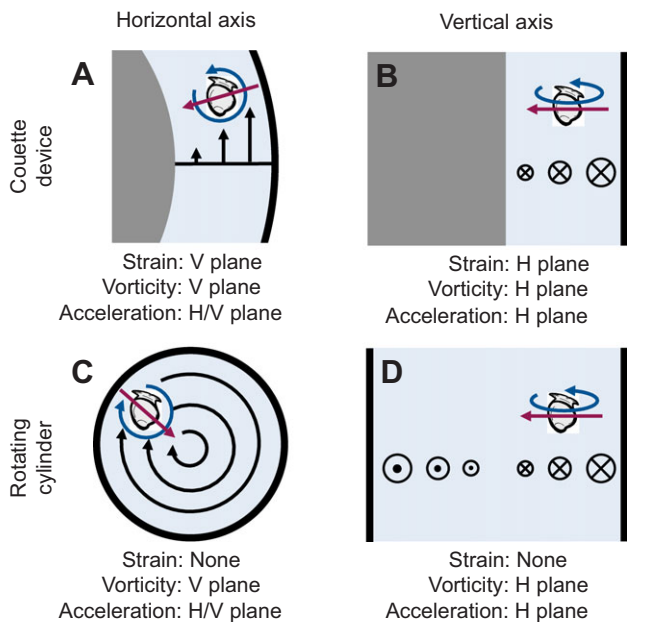 Horizontal axis
Vertical axis
Couette
device
A
B
Strain: V plane
Vorticity: V plane
Acceleration: H/V plane
Strain: H plane
Vorticity: H plane
Acceleration: H plane
Rotating
cylinder
C
D
Strain: None
Vorticity: V plane
Acceleration: H/V plane
Strain: None
Vorticity: H plane
Acceleration: H plane